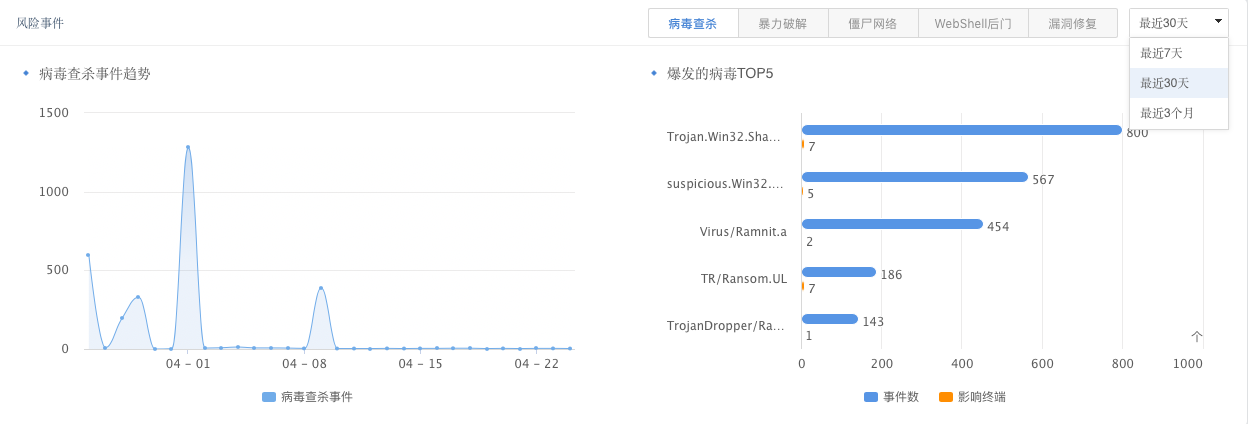 风险事件
病毒查杀 暴力破解 僵尸网络 WebShell后门 漏洞修复
最近30天
最近7天
最近30天
最近3个月
病毒查杀事件趋势
1500
1000
500
0
04 - 01 04 - 08 04 - 15 04 - 22
病毒查杀事件
爆发的病毒TOP5
Trojan.Win32.Sha... 800
7
suspicious.Win32.... 567
5
Virus/Ramnit.a 454
2
TR/Ransom.UL 186
7
TrojanDropper/Ra... 143
1
个
0 200 400 600 800 1000
事件数 影响终端